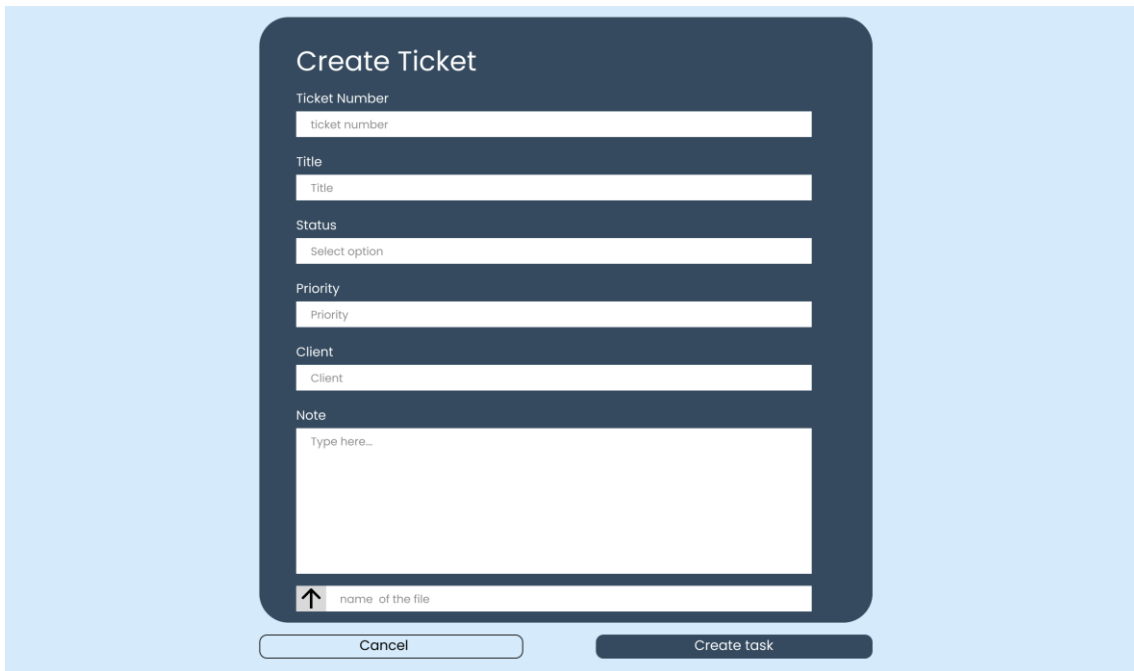 Create Ticket
Ticket Number
ticket number
Title
Title
Status
Select option
Priority
Priority
Client
Client
Note
Type here...
name of the file
Cancel
Create task